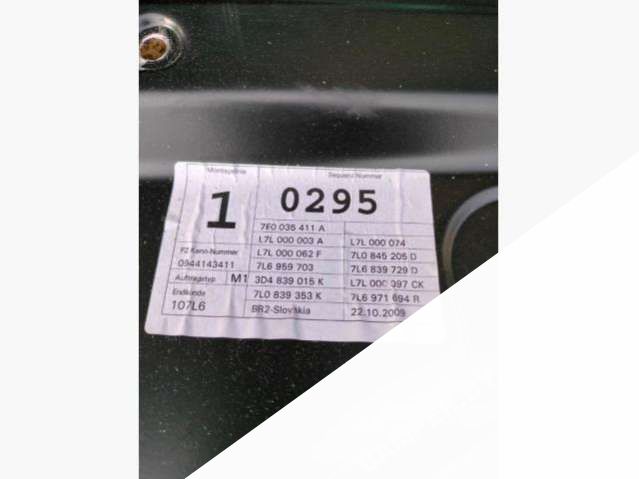 Montagelinie
1
Sequenz-Nummer
0295
PZ-Kenn-Nummer
0944143411
Auftragstyp M1
Endkunde
107L6
7E0 035 411 A
L7L 000 003 A L7L 000 074
L7L 000 062 F 7L0 845 205 D
7L6 959 703 7L6 839 729 D
3D4 839 015 K L7L 000 097 CK
7L0 839 353 K 7L6 971 694 R
BR2-Slovakia 22.10.2009